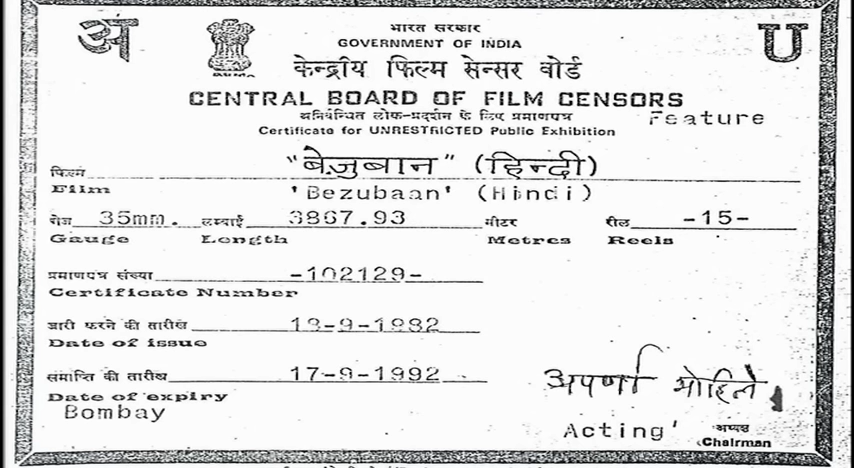 अ U
भारत सरकार
GOVERNMENT OF INDIA
केन्द्रीय फिल्म सेन्सर बोर्ड
CENTRAL BOARD OF FILM CENSORS
अनिर्बन्धित लोक-प्रदर्शन के लिए प्रमाणपत्र Feature
Certificate for UNRESTRICTED Public Exhibition
फिल्म "बेज़ुबान" (हिन्दी)
Film 'Bezubaan' (Hindi)
गेज 35mm. लम्बाई 3867.93 मीटर रील -15-
Gauge Length Metres Reels
प्रमाणपत्र संख्या -102129-
Certificate Number
जारी करने की तारीख 18-9-1982
Date of issue
समाप्ति की तारीख 17-9-1992 अपर्णा मोहिले
Date of expiry
Bombay
Acting' अध्यक्ष
Chairman